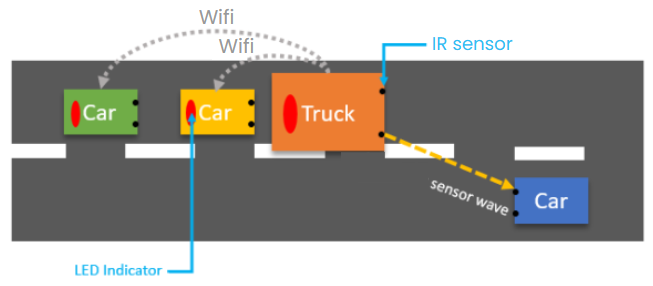 Wifi
Wifi
IR sensor
Car
Car
Truck
sensor wave
Car
LED Indicator